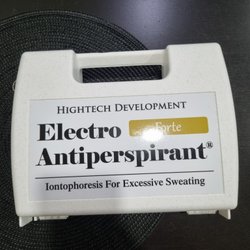 Hightech Development
Electro Forte
Antiperspirant®
Iontophoresis For Excessive Sweating